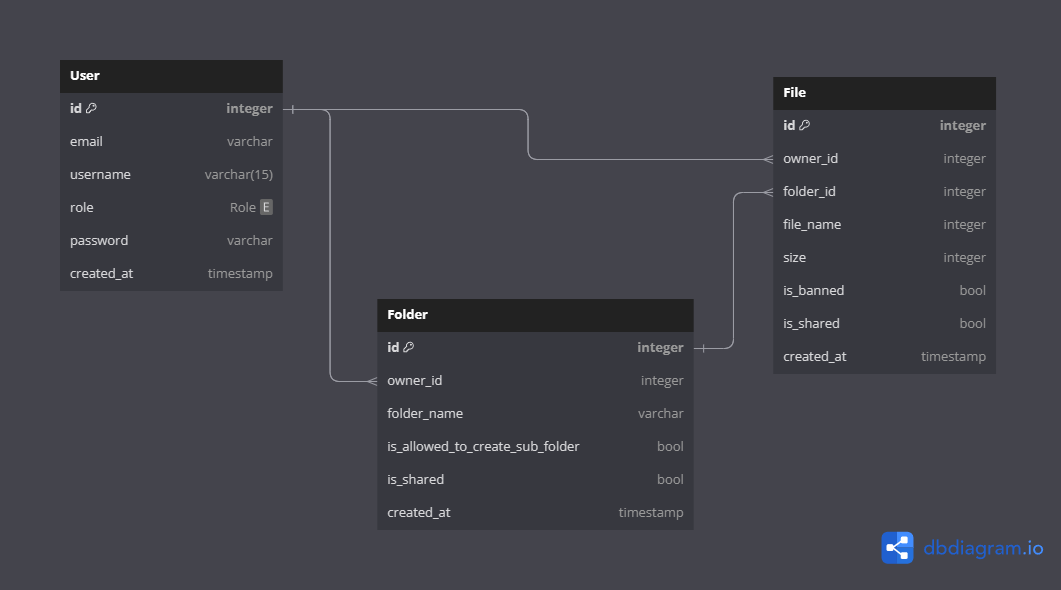 User
id integer
email varchar
username varchar(15)
role Role E
password varchar
created_at timestamp
File
id integer
owner_id integer
folder_id integer
file_name integer
size integer
is_banned bool
is_shared bool
created_at timestamp
Folder
id integer
owner_id integer
folder_name varchar
is_allowed_to_create_sub_folder bool
is_shared bool
created_at timestamp
dbdiagram.io